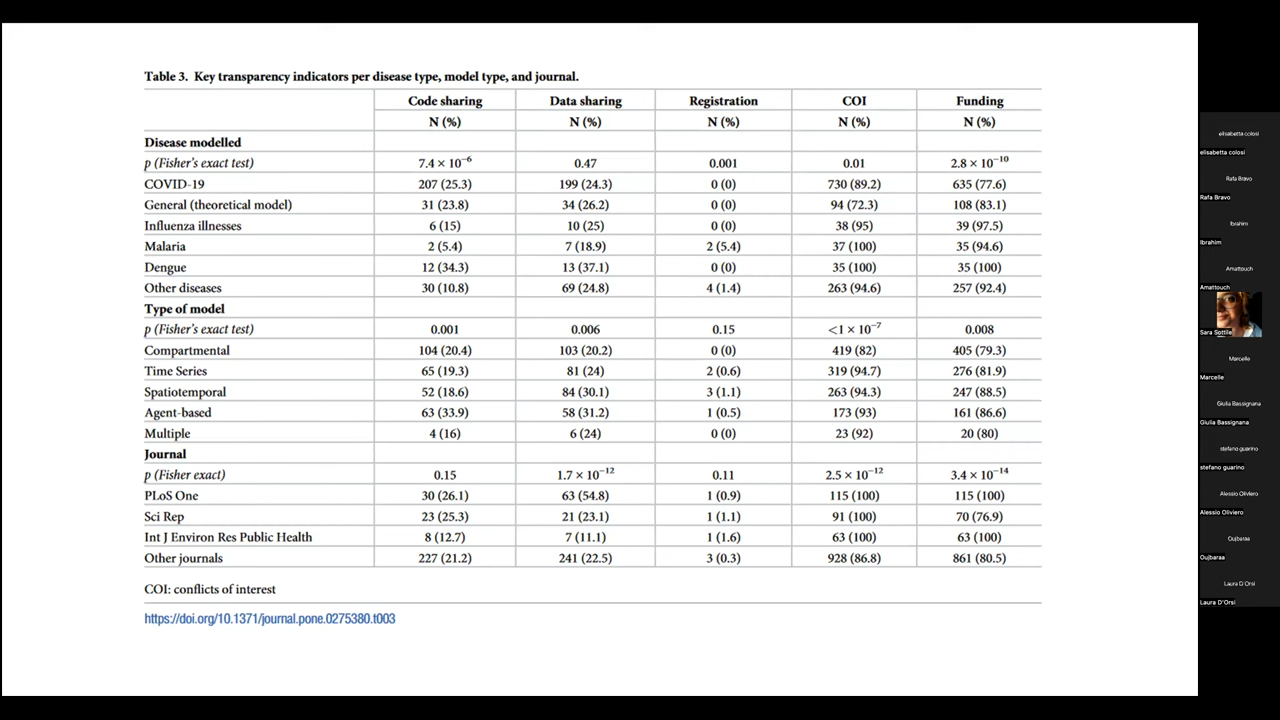 Table 3. Key transparency indicators per disease type, model type, and journal.
Code sharing Data sharing Registration COI Funding
N (%) N (%) N (%) N (%) N (%)
Disease modelled
p (Fisher's exact test) 7.4 × 10⁻⁶ 0.47 0.001 0.01 2.8 × 10⁻¹⁰
COVID-19 207 (25.3) 199 (24.3) 0 (0) 730 (89.2) 635 (77.6)
General (theoretical model) 31 (23.8) 34 (26.2) 0 (0) 94 (72.3) 108 (83.1)
Influenza illnesses 6 (15) 10 (25) 0 (0) 38 (95) 39 (97.5)
Malaria 2 (5.4) 7 (18.9) 2 (5.4) 37 (100) 35 (94.6)
Dengue 12 (34.3) 13 (37.1) 0 (0) 35 (100) 35 (100)
Other diseases 30 (10.8) 69 (24.8) 4 (1.4) 263 (94.6) 257 (92.4)
Type of model
p (Fisher's exact test) 0.001 0.006 0.15 <1 × 10⁻⁷ 0.008
Compartmental 104 (20.4) 103 (20.2) 0 (0) 419 (82) 405 (79.3)
Time Series 65 (19.3) 81 (24) 2 (0.6) 319 (94.7) 276 (81.9)
Spatiotemporal 52 (18.6) 84 (30.1) 3 (1.1) 263 (94.3) 247 (88.5)
Agent-based 63 (33.9) 58 (31.2) 1 (0.5) 173 (93) 161 (86.6)
Multiple 4 (16) 6 (24) 0 (0) 23 (92) 20 (80)
Journal
p (Fisher exact) 0.15 1.7 × 10⁻¹² 0.11 2.5 × 10⁻¹² 3.4 × 10⁻¹⁴
PLoS One 30 (26.1) 63 (54.8) 1 (0.9) 115 (100) 115 (100)
Sci Rep 23 (25.3) 21 (23.1) 1 (1.1) 91 (100) 70 (76.9)
Int J Environ Res Public Health 8 (12.7) 7 (11.1) 1 (1.6) 63 (100) 63 (100)
Other journals 227 (21.2) 241 (22.5) 3 (0.3) 928 (86.8) 861 (80.5)
COI: conflicts of interest
https://doi.org/10.1371/journal.pone.0275380.t003
elisabetta colosi
elisabetta colosi
Rafa Bravo
Rafa Bravo
Ibrahim
Ibrahim
Amattouch
Amattouch
Sara Sottile
Marcelle
Marcelle
Giulia Bassignana
Giulia Bassignana
stefano guarino
stefano guarino
Alessio Oliviero
Alessio Oliviero
Oujbaraa
Oujbaraa
Laura D'Orsi
Laura D'Orsi